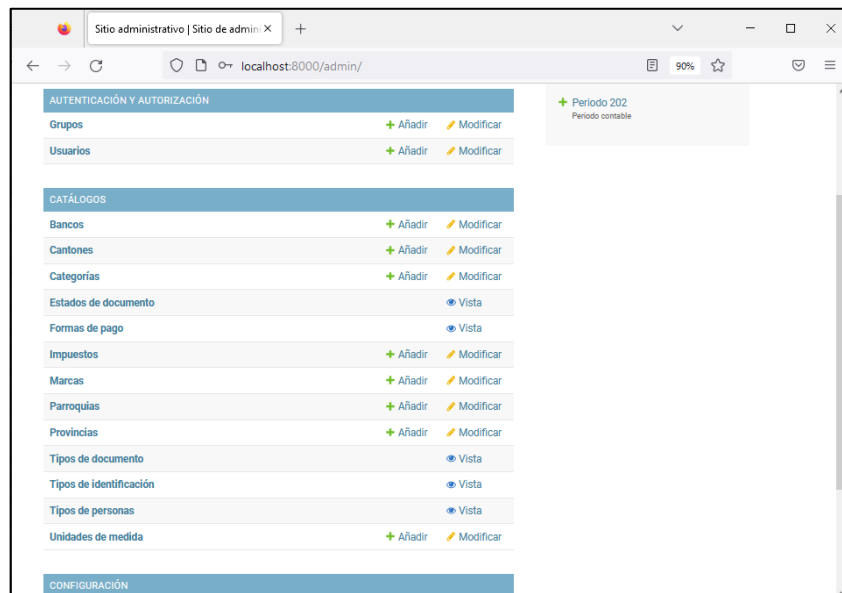 Sitio administrativo | Sitio de admini
localhost:8000/admin/
90%
AUTENTICACIÓN Y AUTORIZACIÓN
Grupos Añadir Modificar
Usuarios Añadir Modificar
Periodo 202
Periodo contable
CATÁLOGOS
Bancos Añadir Modificar
Cantones Añadir Modificar
Categorías Añadir Modificar
Estados de documento Vista
Formas de pago Vista
Impuestos Añadir Modificar
Marcas Añadir Modificar
Parroquias Añadir Modificar
Provincias Añadir Modificar
Tipos de documento Vista
Tipos de identificación Vista
Tipos de personas Vista
Unidades de medida Añadir Modificar
CONFIGURACIÓN